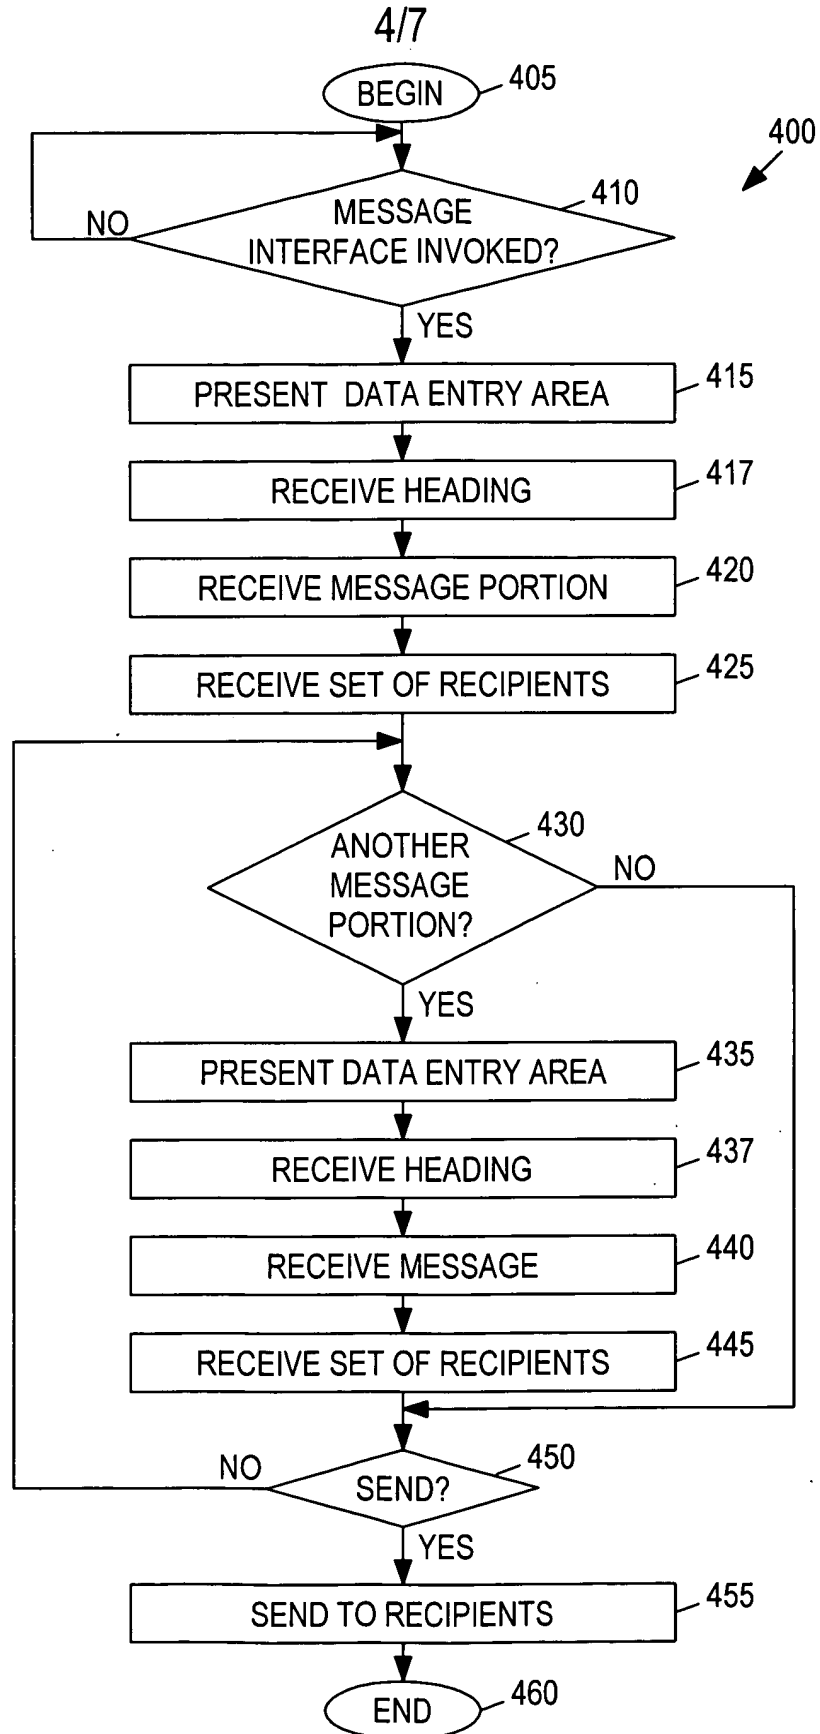 4/7
BEGIN
405
400
410
MESSAGE
INTERFACE INVOKED?
NO
YES
PRESENT DATA ENTRY AREA
415
RECEIVE HEADING
417
RECEIVE MESSAGE PORTION
420
RECEIVE SET OF RECIPIENTS
425
430
ANOTHER
MESSAGE
PORTION?
NO
YES
PRESENT DATA ENTRY AREA
435
RECEIVE HEADING
437
RECEIVE MESSAGE
440
RECEIVE SET OF RECIPIENTS
445
450
NO
SEND?
YES
SEND TO RECIPIENTS
455
END
460